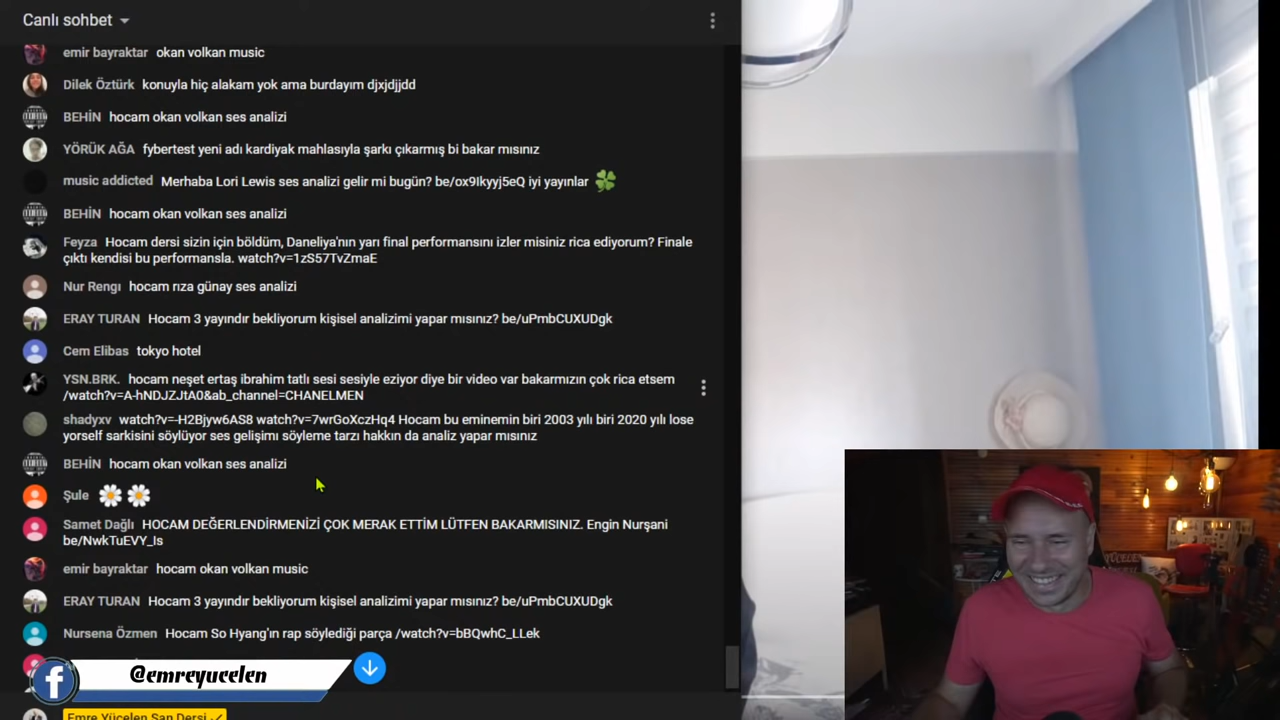 Canlı sohbet
emir bayraktar okan volkan music
Dilek Öztürk konuyla hiç alakam yok ama burdayım djxjdjjdd
BEHİN hocam okan volkan ses analizi
YÖRÜK AĞA fybertest yeni adı kardiyak mahlasıyla şarkı çıkarmış bi bakar mısınız
music addicted Merhaba Lori Lewis ses analizi gelir mi bugün? be/ox9Ikyyj5eQ iyi yayınlar
BEHİN hocam okan volkan ses analizi
Feyza Hocam dersi sizin için böldüm, Daneliya'nın yarı final performansını izler misiniz rica ediyorum? Finale
çıktı kendisi bu performansla. watch?v=1zS57TvZmaE
Nur Rengı hocam rıza günay ses analizi
ERAY TURAN Hocam 3 yayındır bekliyorum kişisel analizimi yapar mısınız? be/uPmbCUXUDgk
Cem Elibas tokyo hotel
YSN.BRK. hocam neşet ertaş ibrahim tatlı sesi sesiyle eziyor diye bir video var bakarmızın çok rica etsem
/watch?v=A-hNDJZJtA0&ab_channel=CHANELMEN
shadyxv watch?v=-H2Bjyw6AS8 watch?v=7wrGoXczHq4 Hocam bu eminemin biri 2003 yılı biri 2020 yılı lose
yorself sarkisini söylüyor ses gelişimı söyleme tarzı hakkın da analiz yapar mısınız
BEHİN hocam okan volkan ses analizi
Şule
Samet Dağlı HOCAM DEĞERLENDİRMENİZİ ÇOK MERAK ETTİM LÜTFEN BAKARMISINIZ. Engin Nurşani
be/NwkTuEVY_Is
emir bayraktar hocam okan volkan music
ERAY TURAN Hocam 3 yayındır bekliyorum kişisel analizimi yapar mısınız? be/uPmbCUXUDgk
Nursena Özmen Hocam So Hyang'ın rap söylediği parça /watch?v=bBQwhC_LLek
@emreyucelen
Emre Yücelen Şan Dersi